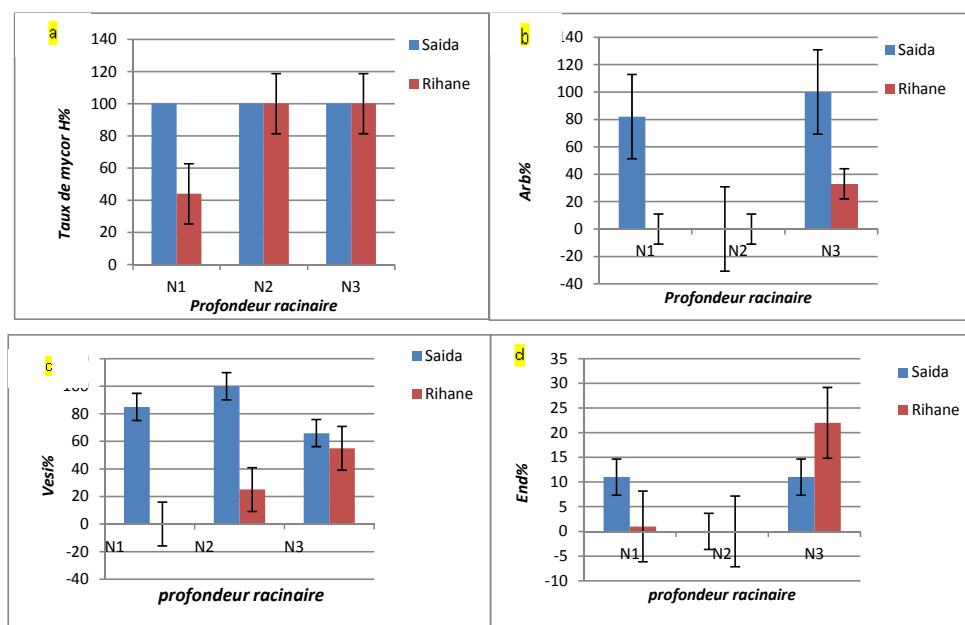 a
Taux de mycor H%
140
120
100
80
60
40
20
0
N1 N2 N3
Profondeur racinaire
Saida
Rihane
b
Arb%
140
120
100
80
60
40
20
0
-20
-40
N1 N2 N3
Profondeur racinaire
Saida
Rihane
c
Vesi%
100
80
60
40
20
0
-20
-40
N1 N2 N3
profondeur racinaire
Saida
Rihane
d
End%
35
30
25
20
15
10
5
0
-5
-10
N1 N2 N3
profondeur racinaire
Saida
Rihane